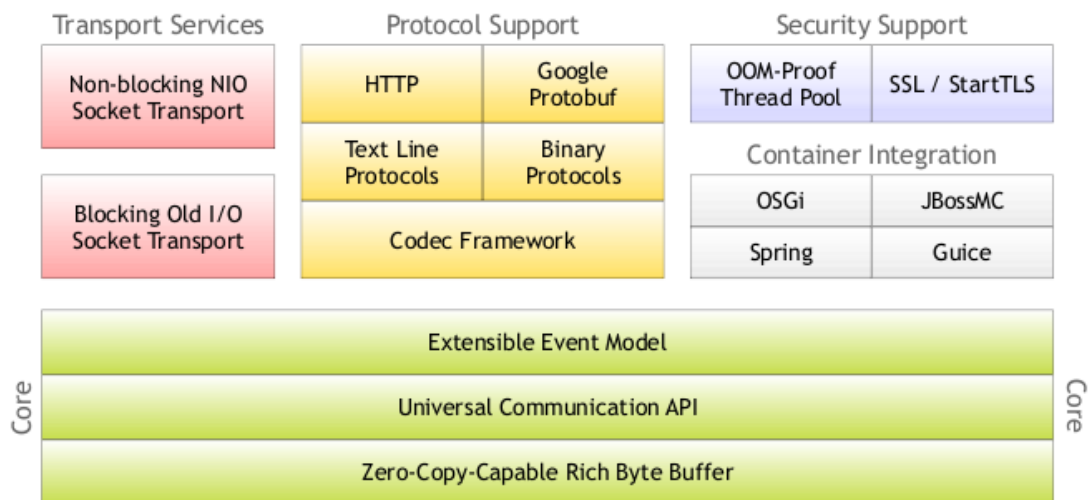 Transport Services
Non-blocking NIO
Socket Transport
Blocking Old I/O
Socket Transport
Protocol Support
HTTP
Google
Protobuf
Text Line
Protocols
Binary
Protocols
Codec Framework
Security Support
OOM-Proof
Thread Pool
SSL / StartTLS
Container Integration
OSGi
JBossMC
Spring
Guice
Core
Extensible Event Model
Universal Communication API
Zero-Copy-Capable Rich Byte Buffer
Core